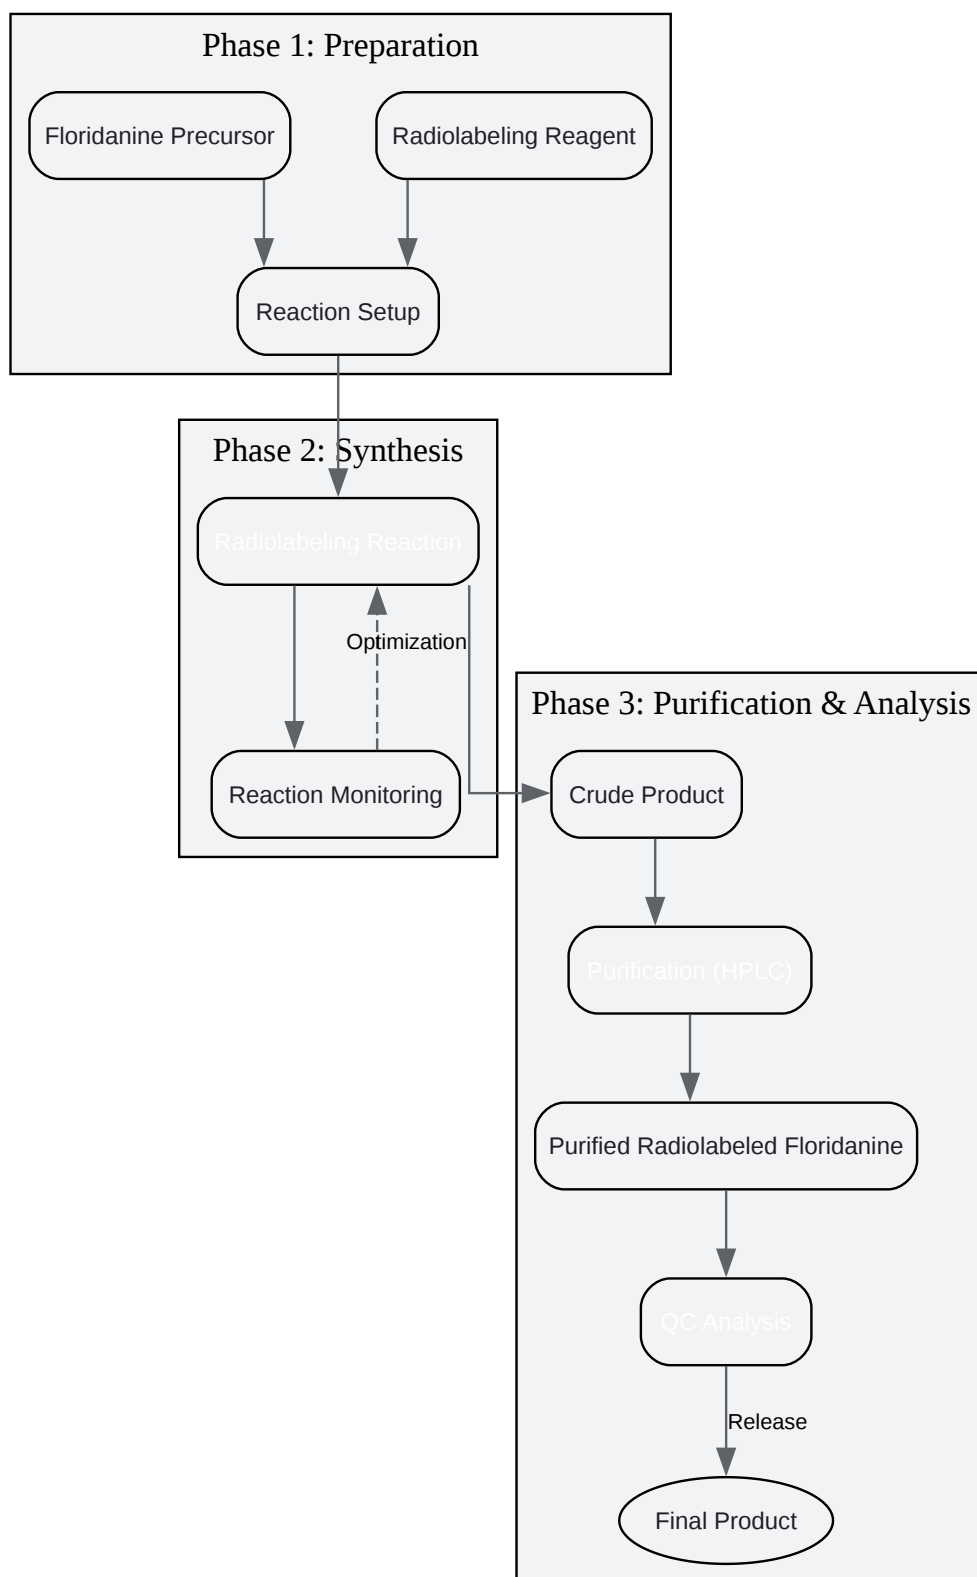 Phase 1: Preparation
Floridanine Precursor
Radiolabeling Reagent
Reaction Setup
Phase 2: Synthesis
Radiolabeling Reaction
Optimization
Reaction Monitoring
Phase 3: Purification & Analysis
Crude Product
Purification (HPLC)
Purified Radiolabeled Floridanine
QC Analysis
Release
Final Product